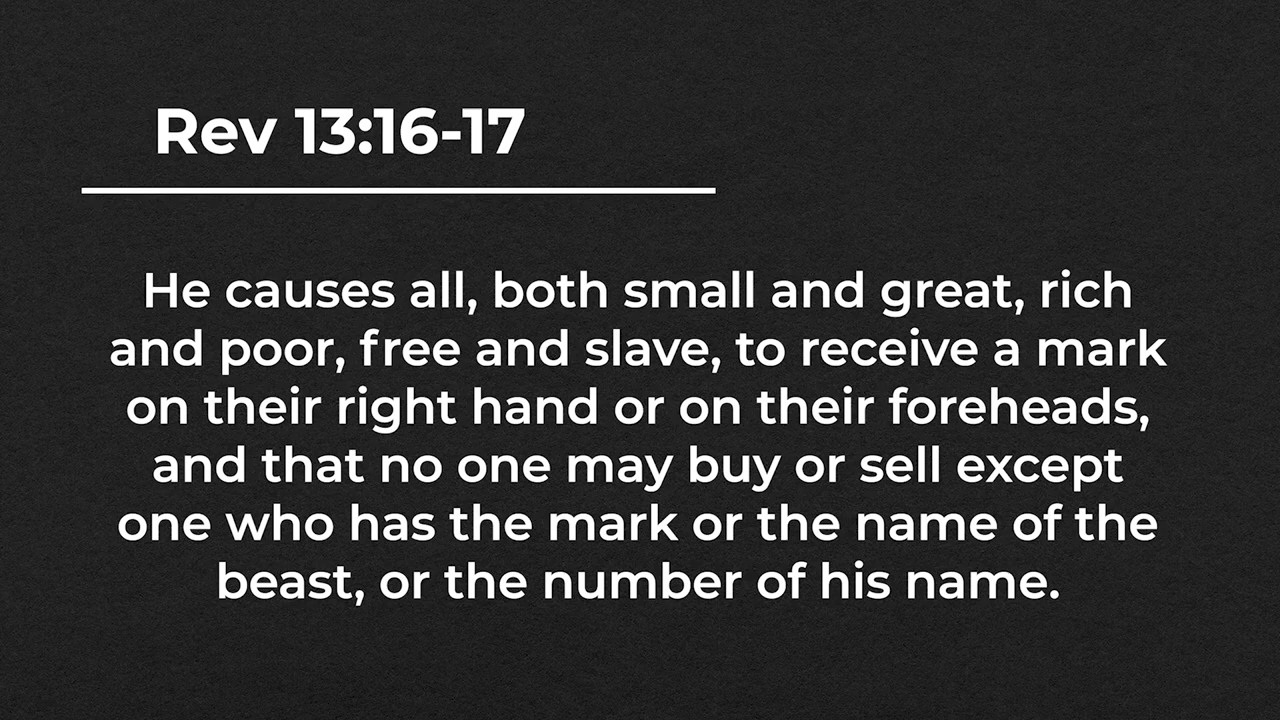 Rev 13:16-17
He causes all, both small and great, rich
and poor, free and slave, to receive a mark
on their right hand or on their foreheads,
and that no one may buy or sell except
one who has the mark or the name of the
beast, or the number of his name.